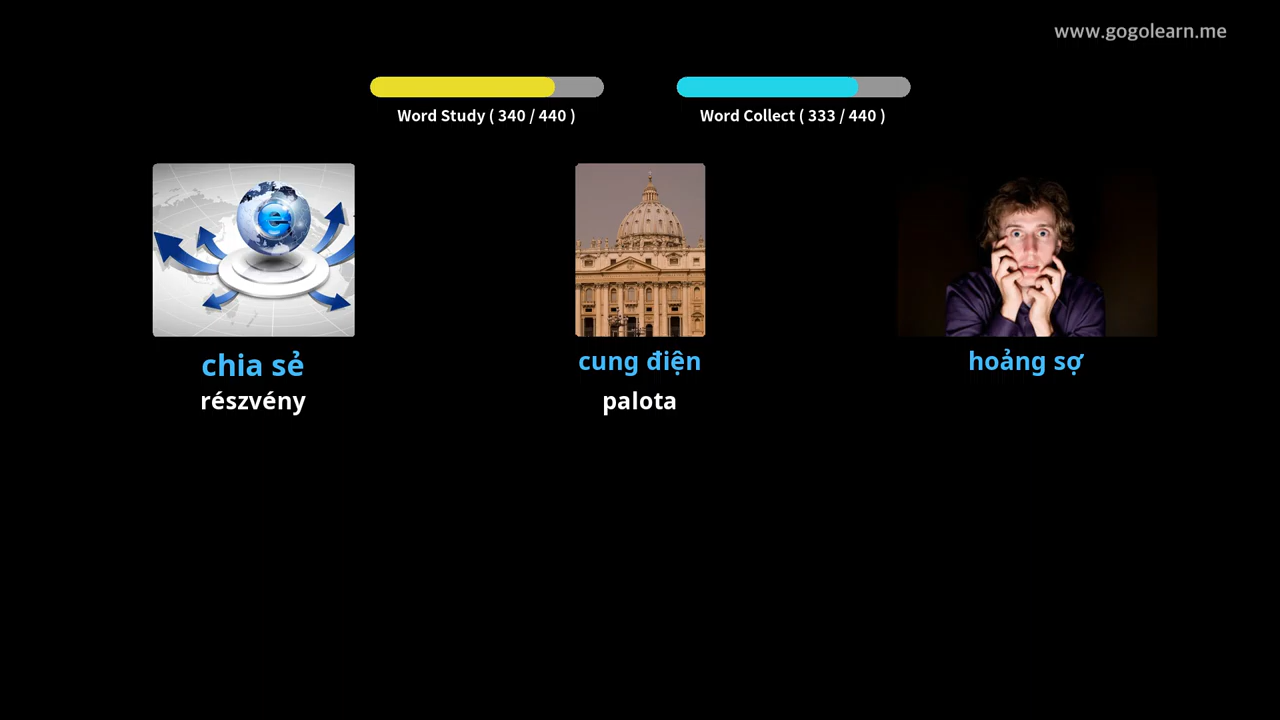 www.gogolearn.me
Word Study ( 340 / 440 )
Word Collect ( 333 / 440 )
e
chia sẻ
cung điện
hoảng sợ
részvény
palota